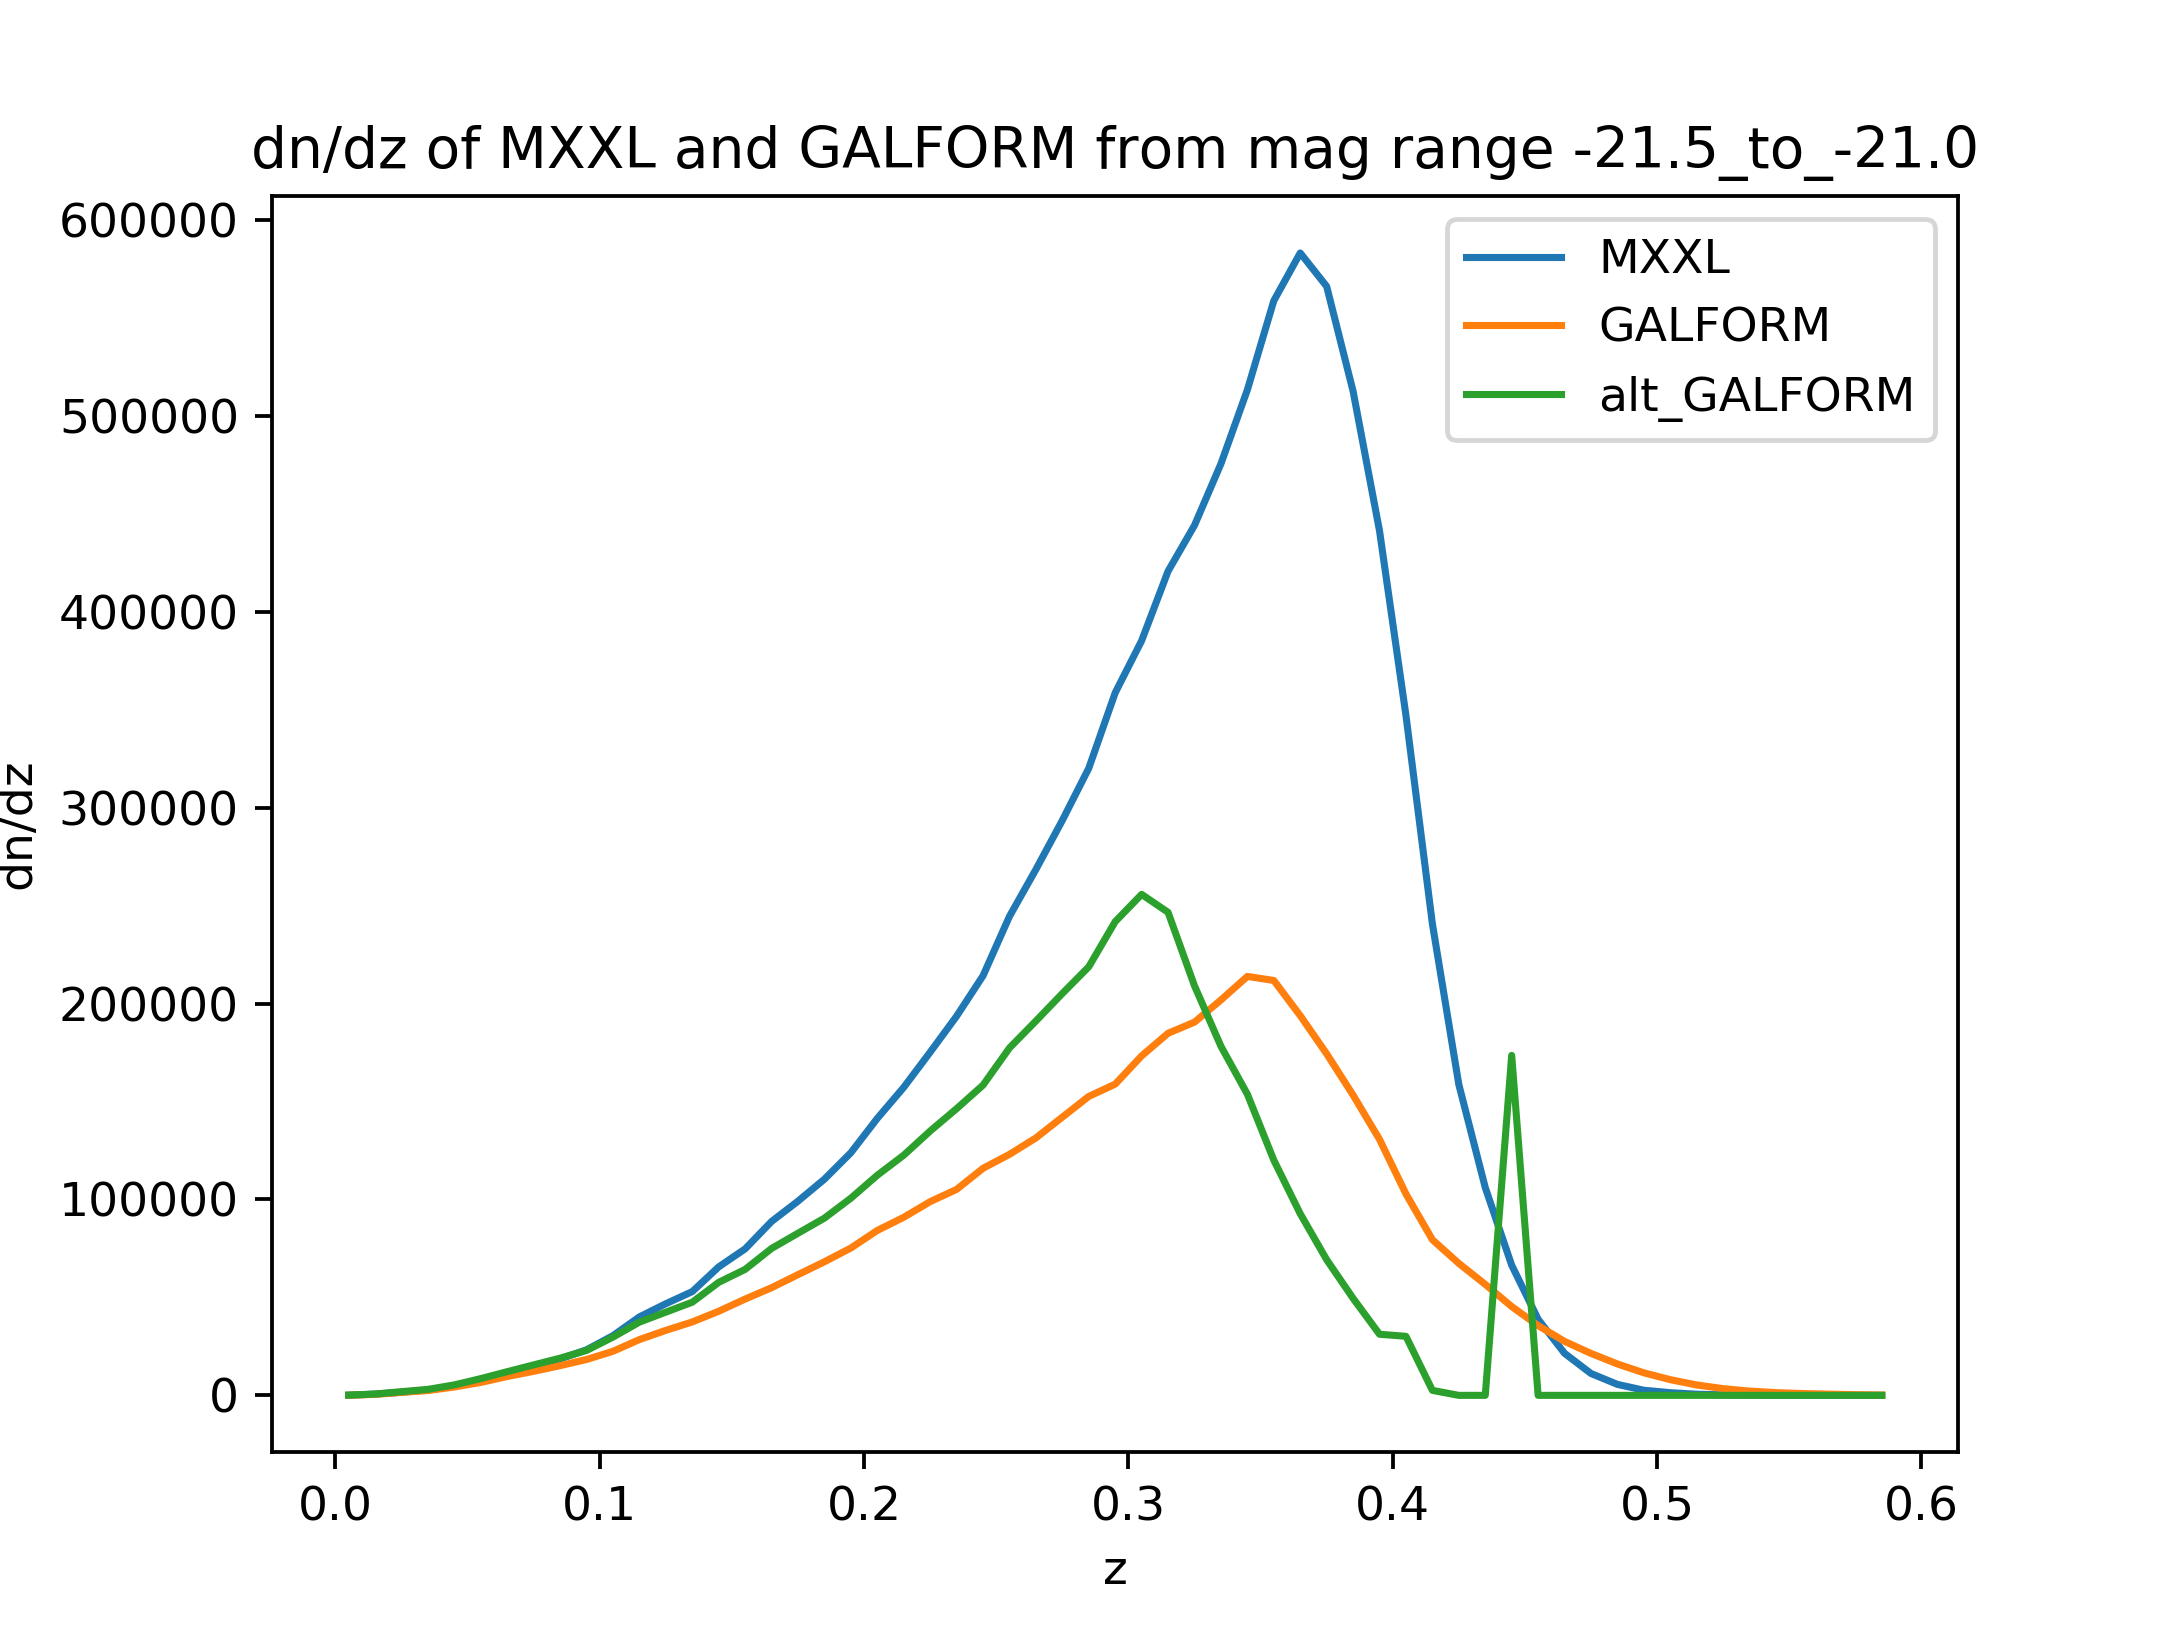 dn/dz of MXXL and GALFORM from mag range -21.5_to_-21.0
600000
500000
400000
300000
200000
100000
0
dn/dz
MXXL
GALFORM
alt_GALFORM
0.0 0.1 0.2 0.3 0.4 0.5 0.6
z